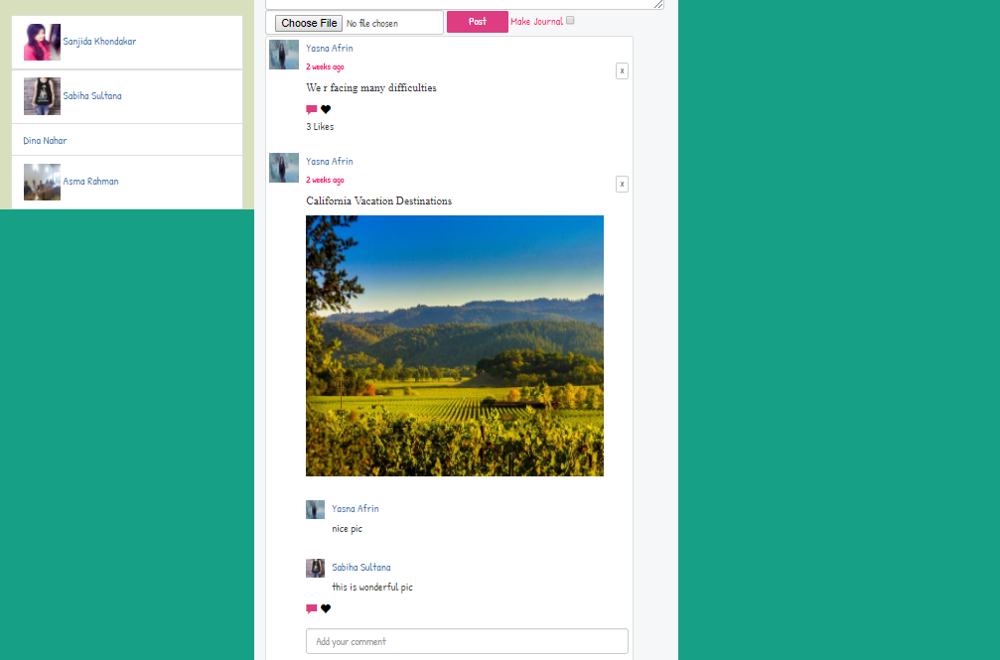 Sanjida Khondakar
Sabiha Sultana
Dina Nahar
Asma Rahman
Choose File No file chosen
Post
Make Journal
Yasna Afrin
2 weeks ago
x
We r facing many difficulties
3 Likes
Yasna Afrin
2 weeks ago
x
California Vacation Destinations
Yasna Afrin
nice pic
Sabiha Sultana
this is wonderful pic
Add your comment